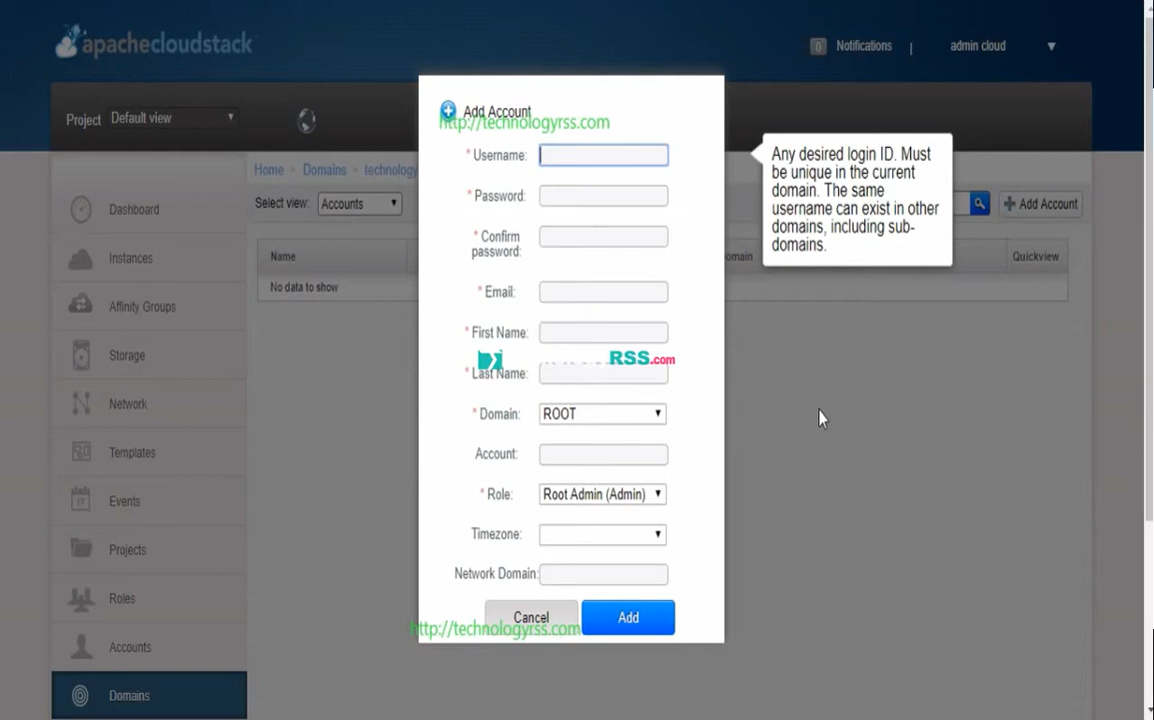 apachecloudstack
0 Notifications | admin cloud
Project Default view
Add Account
http://technologyrss.com
* Username:
Any desired login ID. Must
be unique in the current
domain. The same
username can exist in other
domains, including sub-
domains.
Home Domains technology
Select view: Accounts
Add Account
* Password:
* Confirm
password:
Name
omain
Quickview
No data to show
* Email:
* First Name:
RSS.com
* Last Name:
* Domain: ROOT
Account:
* Role: Root Admin (Admin)
Timezone:
Network Domain:
Cancel Add
http://technologyrss.com
Dashboard
Instances
Affinity Groups
Storage
Network
Templates
Events
Projects
Roles
Accounts
Domains